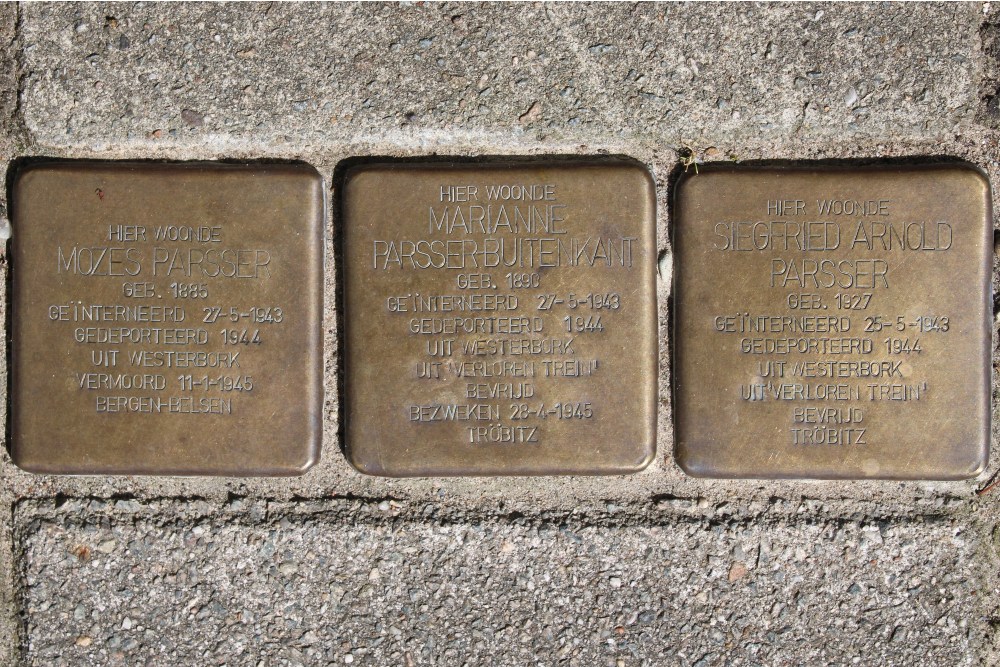 HIER WOONDE
MOZES PARSSER
GEB. 1885
GEÏNTERNEERD 27-5-1943
GEDEPORTEERD 1944
UIT WESTERBORK
VERMOORD 11-1-1945
BERGEN-BELSEN
HIER WOONDE
MARIANNE
PARSSER-BUITENKANT
GEB. 1890
GEÏNTERNEERD 27-5-1943
GEDEPORTEERD 1944
UIT WESTERBORK
UIT 'VERLOREN TREIN'
BEVRIJD
BEZWEKEN 28-4-1945
TRÖBITZ
HIER WOONDE
SIEGFRIED ARNOLD
PARSSER
GEB. 1927
GEÏNTERNEERD 25-5-1943
GEDEPORTEERD 1944
UIT WESTERBORK
UIT 'VERLOREN TREIN'
BEVRIJD
TRÖBITZ